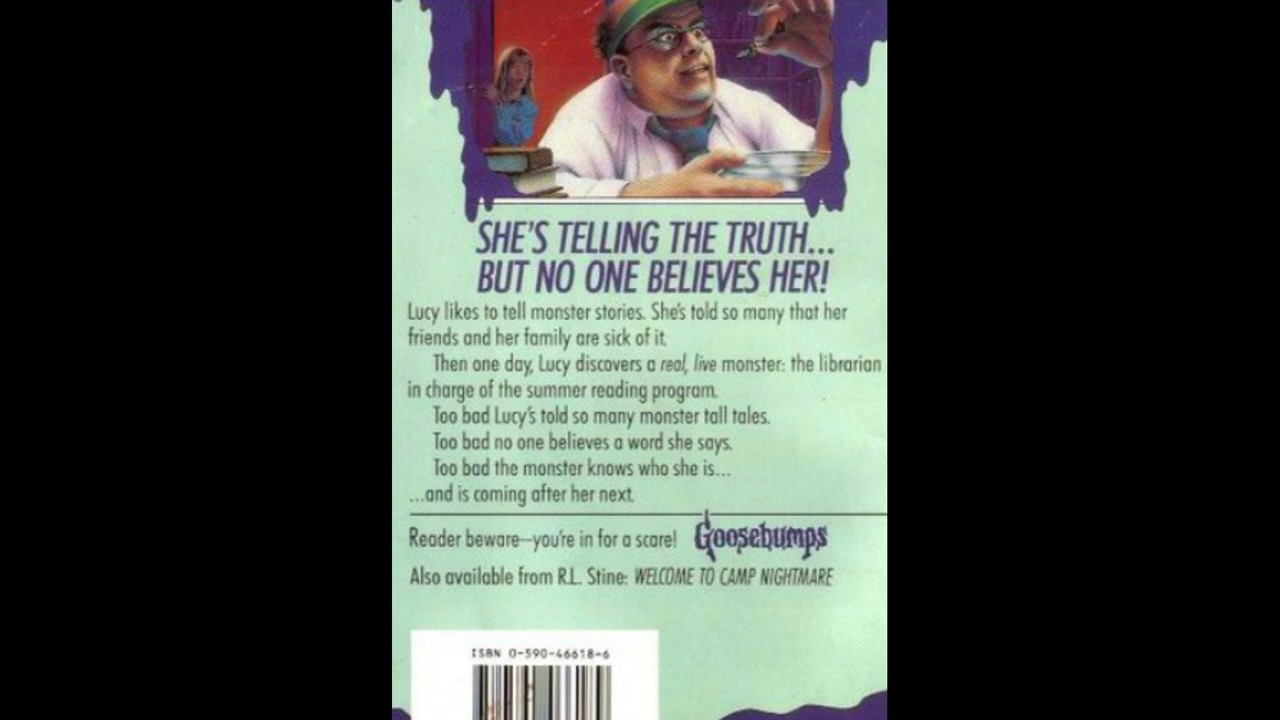 SHE'S TELLING THE TRUTH...
BUT NO ONE BELIEVES HER!
Lucy likes to tell monster stories. She's told so many that her
friends and her family are sick of it.
Then one day, Lucy discovers a real, live monster: the librarian
in charge of the summer reading program.
Too bad Lucy's told so many monster tall tales.
Too bad no one believes a word she says.
Too bad the monster knows who she is...
...and is coming after her next.
Reader beware—you're in for a scare! Goosebumps
Also available from R.L. Stine: WELCOME TO CAMP NIGHTMARE
ISBN 0-590-46618-6